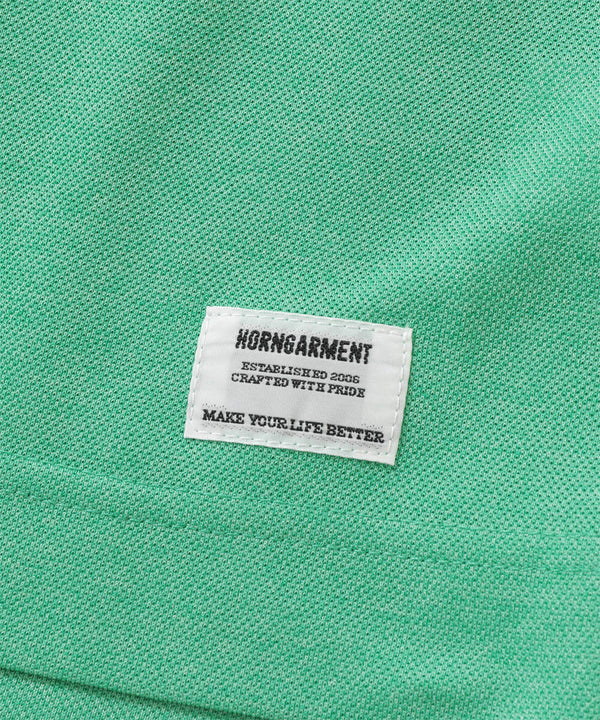 HORNGARMENT
ESTABLISHED 2006
CRAFTED WITH PRIDE
MAKE YOUR LIFE BETTER